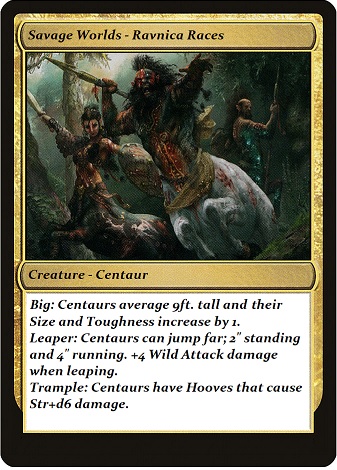 Savage Worlds - Ravnica Races
Creature - Centaur
Big: Centaurs average 9ft. tall and their
Size and Toughness increase by 1.
Leaper: Centaurs can jump far; 2" standing
and 4" running. +4 Wild Attack damage
when leaping.
Trample: Centaurs have Hooves that cause
Str+d6 damage.